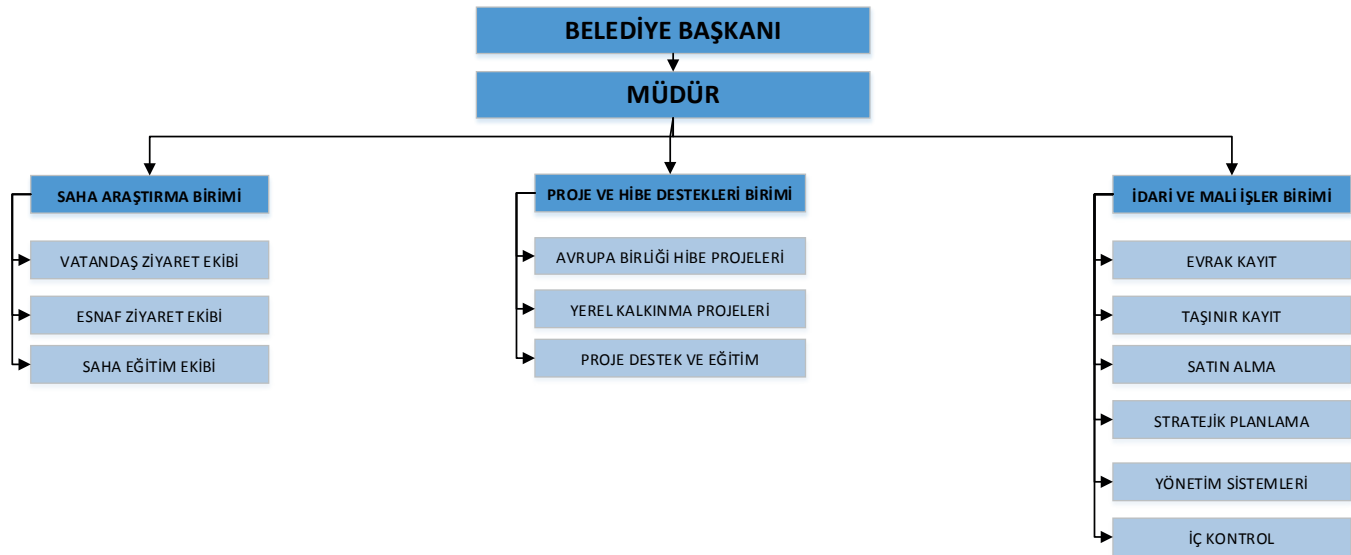 BELEDİYE BAŞKANI
MÜDÜR
SAHA ARAŞTIRMA BİRİMİ
VATANDAŞ ZİYARET EKİBİ
ESNAF ZİYARET EKİBİ
SAHA EĞİTİM EKİBİ
PROJE VE HİBE DESTEKLERİ BİRİMİ
AVRUPA BİRLİĞİ HİBE PROJELERİ
YEREL KALKINMA PROJELERİ
PROJE DESTEK VE EĞİTİM
İDARİ VE MALİ İŞLER BİRİMİ
EVRAK KAYIT
TAŞINIR KAYIT
SATIN ALMA
STRATEJİK PLANLAMA
YÖNETİM SİSTEMLERİ
İÇ KONTROL